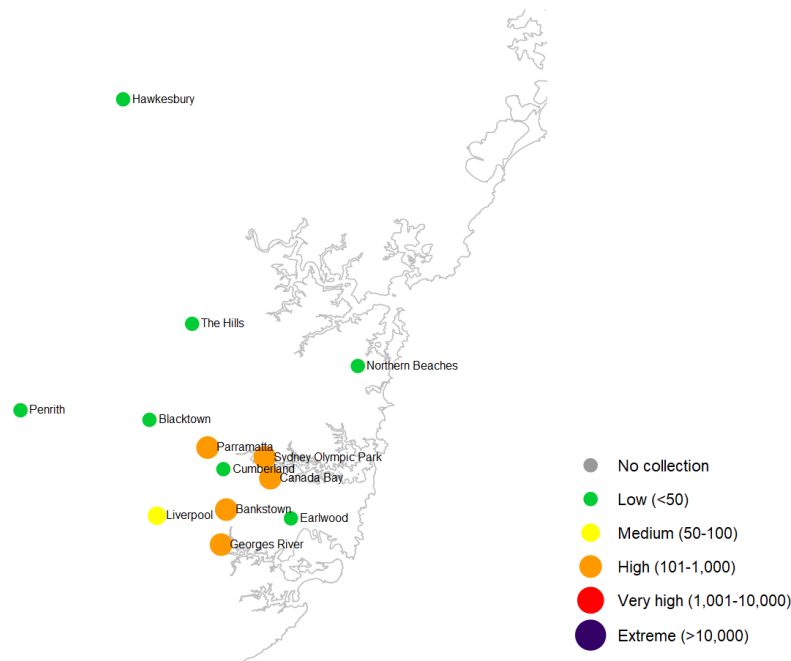 Hawkesbury
The Hills
Northern Beaches
Penrith
Blacktown
Parramatta
Sydney Olympic Park
Cumberland
Canada Bay
Liverpool
Bankstown
Earlwood
Georges River
No collection
Low (<50)
Medium (50-100)
High (101-1,000)
Very high (1,001-10,000)
Extreme (>10,000)